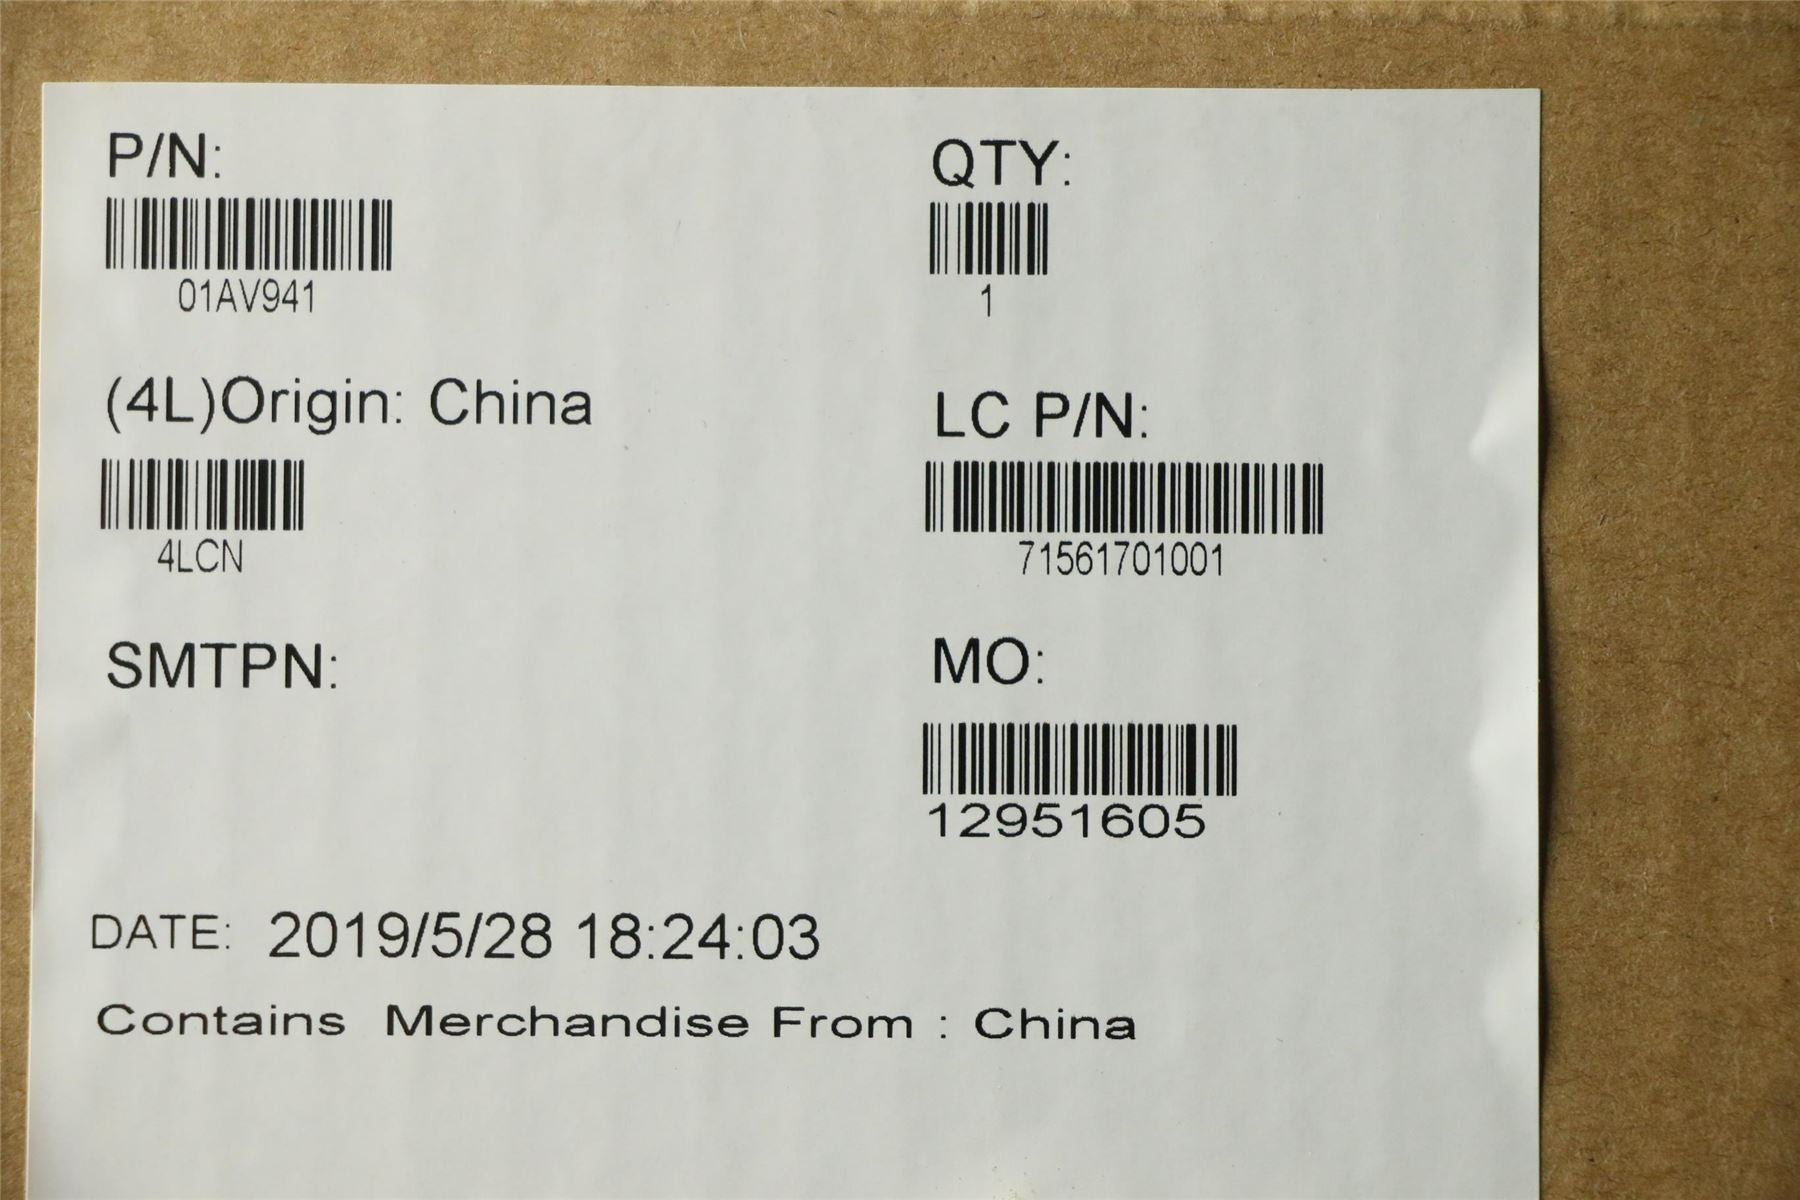 P/N:
01AV941
QTY:
1
(4L)Origin: China
4LCN
LC P/N:
71561701001
SMTPN:
MO:
12951605
DATE: 2019/5/28 18:24:03
Contains Merchandise From : China